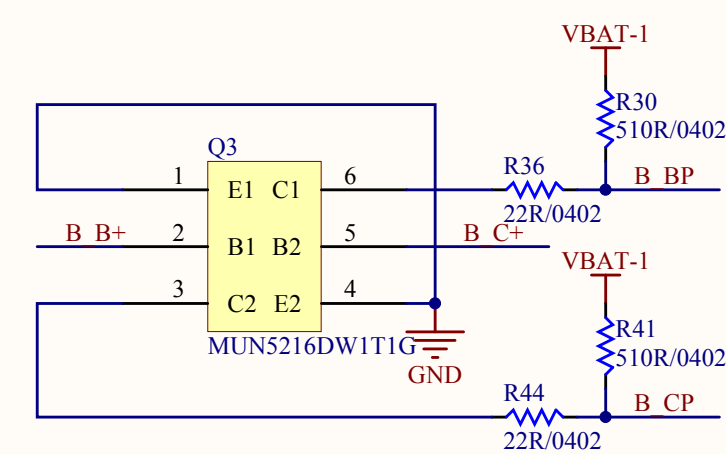 VBAT-1
R30
510R/0402
Q3
R36
1
E1 C1
6
22R/0402
B_BP
B_B+
2
B1 B2
5
B_C+
VBAT-1
3
C2 E2
4
R41
510R/0402
MUN5216DW1T1G
GND
R44
B_CP
22R/0402